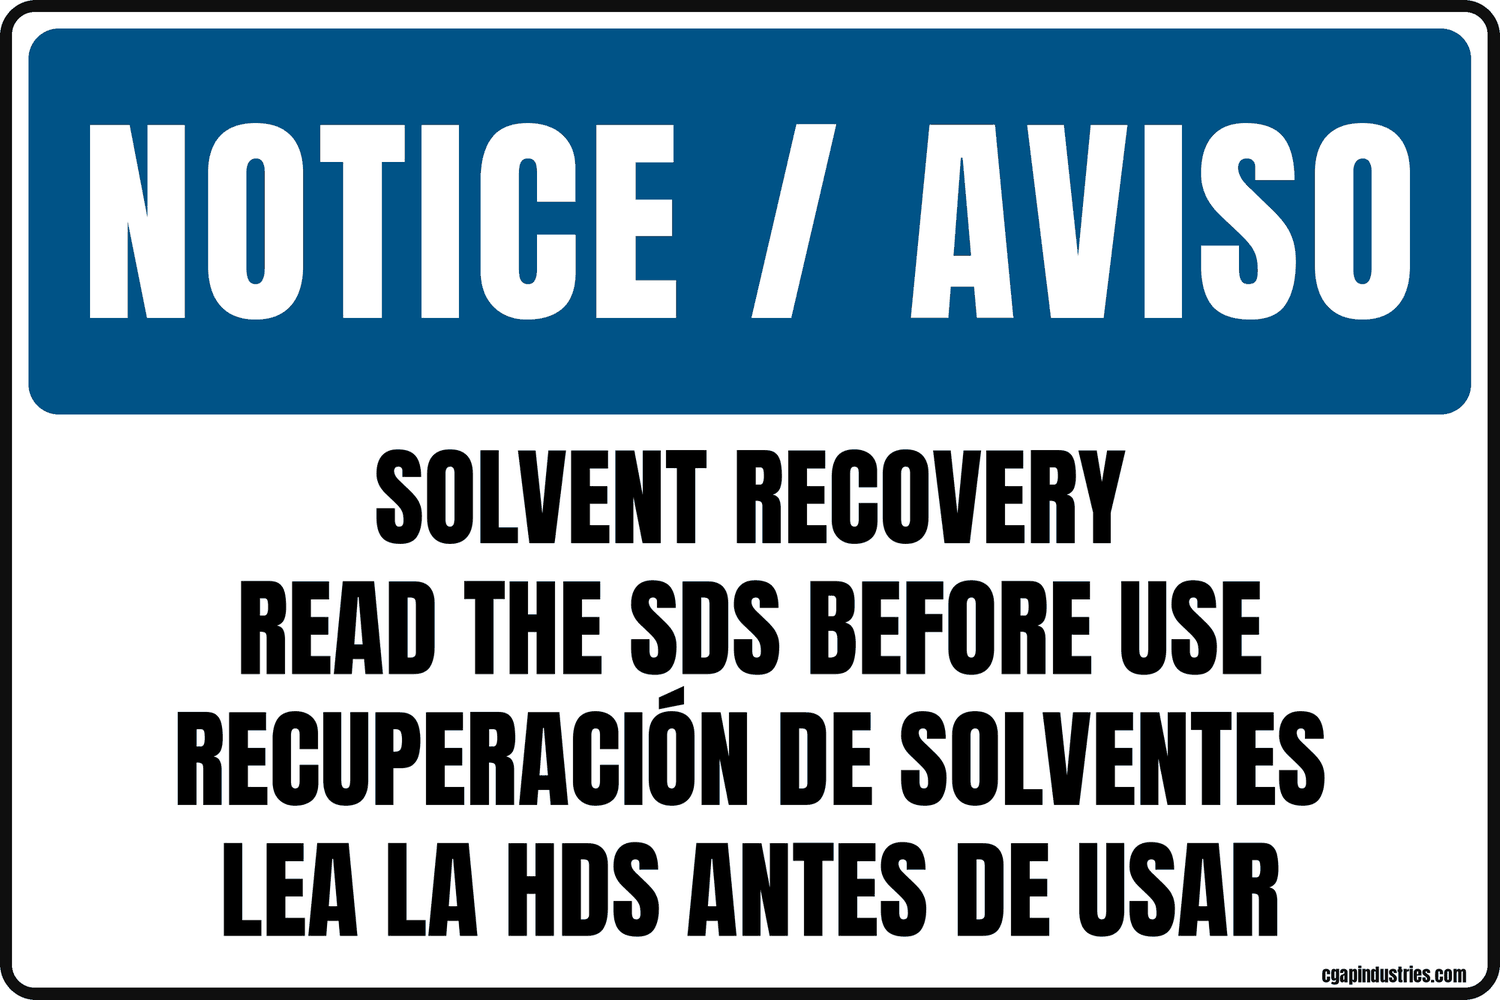 NOTICE / AVISO
SOLVENT RECOVERY
READ THE SDS BEFORE USE
RECUPERACIÓN DE SOLVENTES
LEA LA HDS ANTES DE USAR
cgapindustries.com